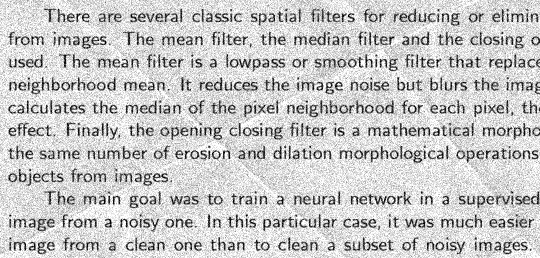 There are several classic spatial filters for reducing or elimin
from images. The mean filter, the median filter and the closing o
used. The mean filter is a lowpass or smoothing filter that replace
neighborhood mean. It reduces the image noise but blurs the imag
calculates the median of the pixel neighborhood for each pixel, the
effect. Finally, the opening closing filter is a mathematical morpho
the same number of erosion and dilation morphological operations
objects from images.
The main goal was to train a neural network in a supervised
image from a noisy one. In this particular case, it was much easier
image from a clean one than to clean a subset of noisy images.